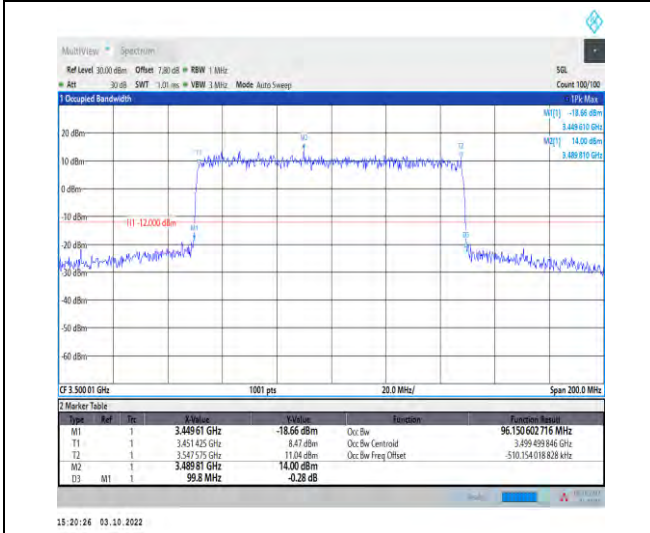 MultiView Spectrum
Ref Level 30.00 dBm Offset 7.80 dB RBW 1 MHz SGL
Att 30 dB SWT 1.01 ms VBW 3 MHz Mode Auto Sweep Count 100/100
1 Occupied Bandwidth 1Pk Max
M1[1] -18.66 dBm
3.449 610 GHz
M2[1] 14.00 dBm
3.489 810 GHz
20 dBm
M2
T1
T2
10 dBm
0 dBm
-10 dBm
H1 -12.000 dBm
M1
D3
-20 dBm
-30 dBm
-40 dBm
-50 dBm
-60 dBm
CF 3.500 01 GHz 1001 pts 20.0 MHz/ Span 200.0 MHz
2 Marker Table
Type Ref Trc X-Value Y-Value Function Function Result
M1 1 3.449 61 GHz -18.66 dBm Occ Bw 96.150 602 716 MHz
T1 1 3.451 425 GHz 8.47 dBm Occ Bw Centroid 3.499 499 846 GHz
T2 1 3.547 575 GHz 11.04 dBm Occ Bw Freq Offset -510.154 018 828 kHz
M2 1 3.489 81 GHz 14.00 dBm
D3 M1 1 99.8 MHz -0.28 dB
15:20:26 03.10.2022